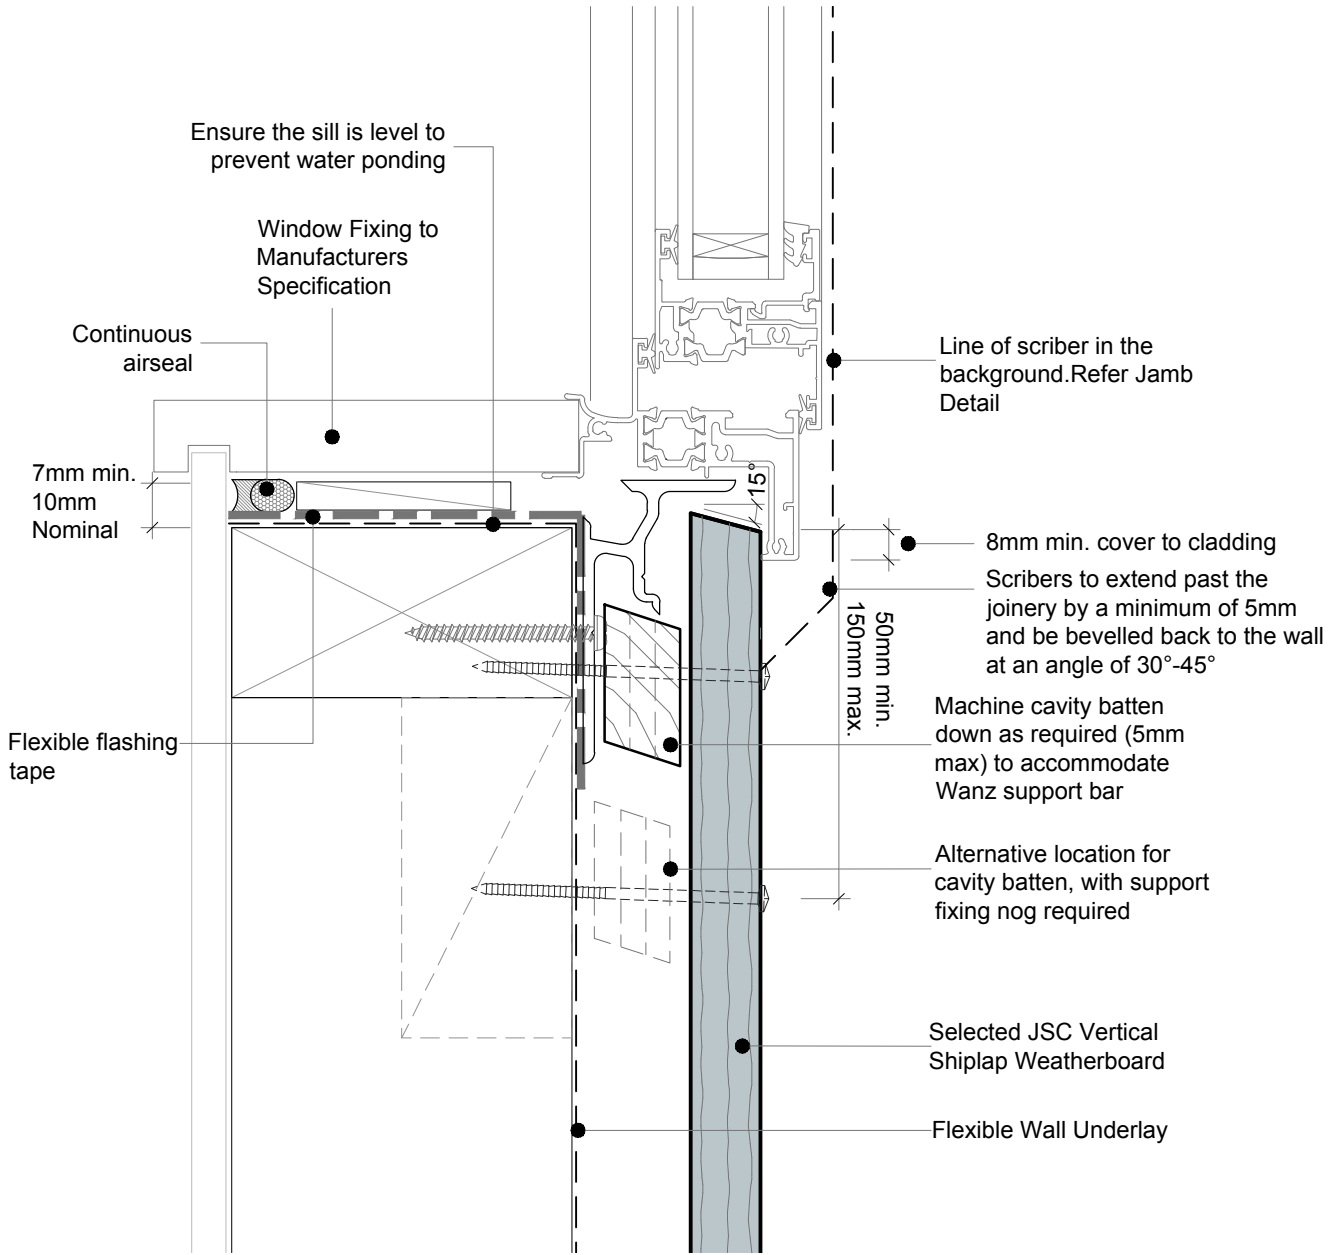 Ensure the sill is level to
prevent water ponding
Window Fixing to
Manufacturers
Specification
Continuous
airseal
7mm min.
10mm
Nominal
Flexible flashing
tape
15°
50mm min.
150mm max.
Line of scriber in the
background.Refer Jamb
Detail
8mm min. cover to cladding
Scribers to extend past the
joinery by a minimum of 5mm
and be bevelled back to the wall
at an angle of 30°-45°
Machine cavity batten
down as required (5mm
max) to accommodate
Wanz support bar
Alternative location for
cavity batten, with support
fixing nog required
Selected JSC Vertical
Shiplap Weatherboard
Flexible Wall Underlay